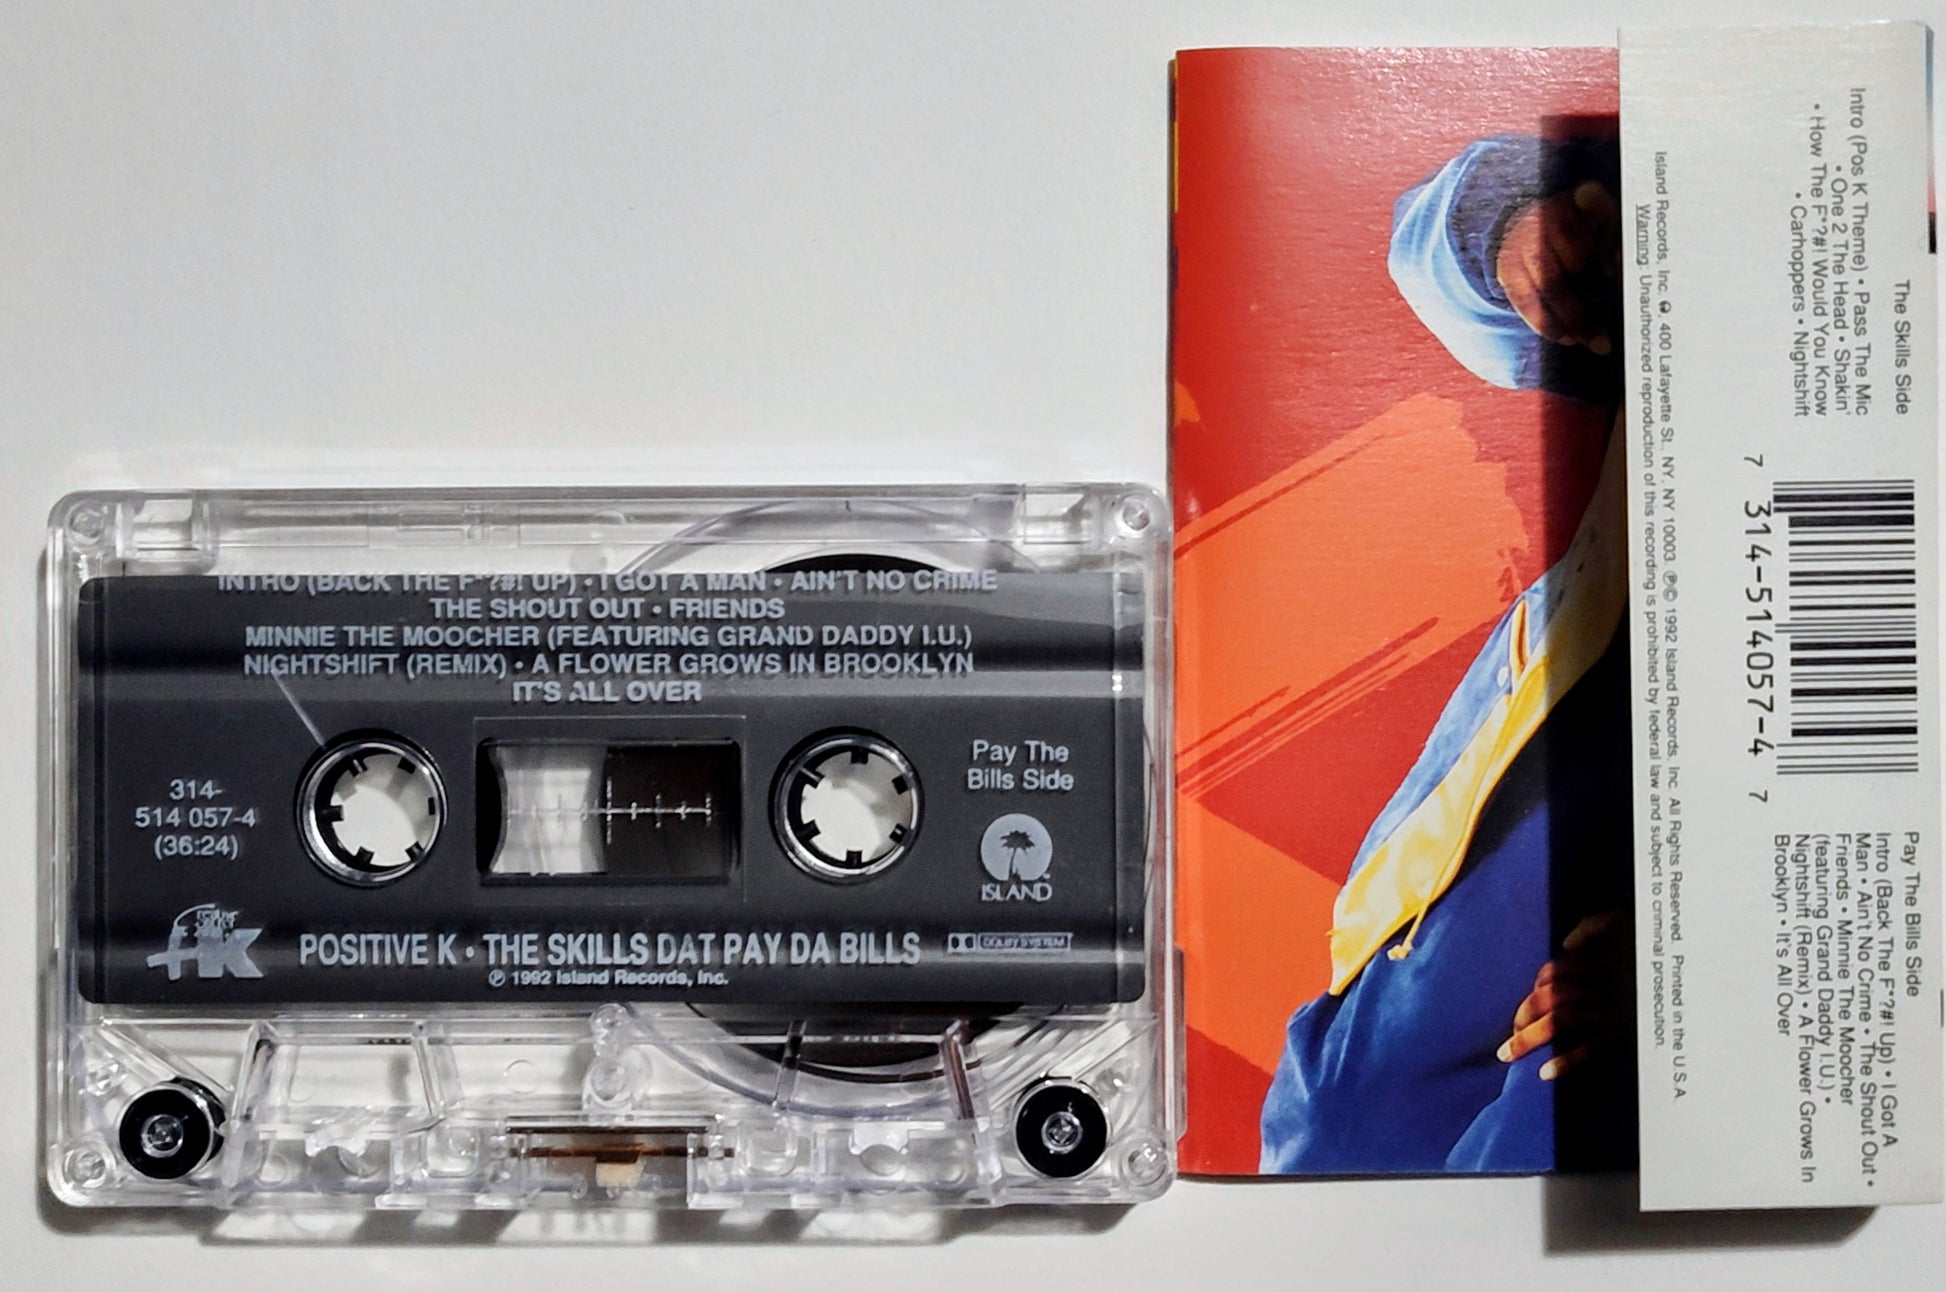 INTRO (BACK THE F*?#! UP) • I GOT A MAN • AIN'T NO CRIME
THE SHOUT OUT • FRIENDS
MINNIE THE MOOCHER (FEATURING GRAND DADDY I.U.)
NIGHTSHIFT (REMIX) • A FLOWER GROWS IN BROOKLYN
IT'S ALL OVER
314-
514 057-4
(36:24)
Pay The
Bills Side
ISLAND
POSITIVE K • THE SKILLS DAT PAY DA BILLS
DOLBY SYSTEM
℗ 1992 Island Records, Inc.
The Skills Side
Intro (Pos K Theme) • Pass The Mic
• One 2 The Head • Shakin'
• How The F*?#! Would You Know
• Carhoppers • Nightshift
7 314-514057-4 7
Pay The Bills Side
Intro (Back The F*?#! Up) • I Got A
Man • Ain't No Crime • The Shout Out •
Friends • Minnie The Moocher
(featuring Grand Daddy I.U.) •
Nightshift (Remix) • A Flower Grows In
Brooklyn • It's All Over
Island Records, Inc. 400 Lafayette St. NY, NY 10003 ℗© 1992 Island Records, Inc. All Rights Reserved. Printed in the U.S.A.
Warning: Unauthorized reproduction of this recording is prohibited by federal law and subject to criminal prosecution.